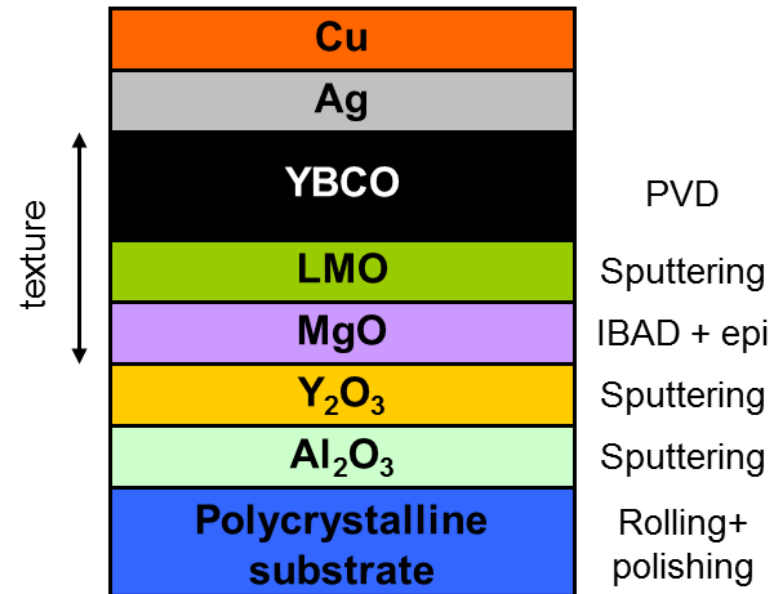 Cu
Ag
texture
YBCO
PVD
LMO
Sputtering
MgO
IBAD + epi
Y₂O₃
Sputtering
Al₂O₃
Sputtering
Polycrystalline
substrate
Rolling+
polishing